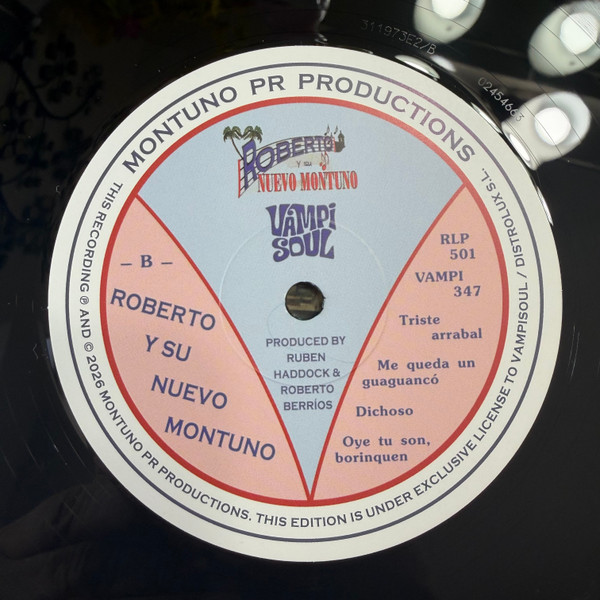 311973E2/B
02454663
MONTUNO PR PRODUCTIONS
THIS RECORDING ℗ AND © 2026 MONTUNO PR PRODUCTIONS. THIS EDITION IS UNDER EXCLUSIVE LICENSE TO VAMPISOUL / DISTROLUX S.L.
ROBERTO
Y SU
NUEVO MONTUNO
VAMPI
SOUL
– B –
ROBERTO
Y SU
NUEVO
MONTUNO
PRODUCED BY
RUBEN
HADDOCK &
ROBERTO
BERRÍOS
RLP
501
VAMPI
347
Triste
arrabal
Me queda un
guaguancó
Dichoso
Oye tu son,
borinquen